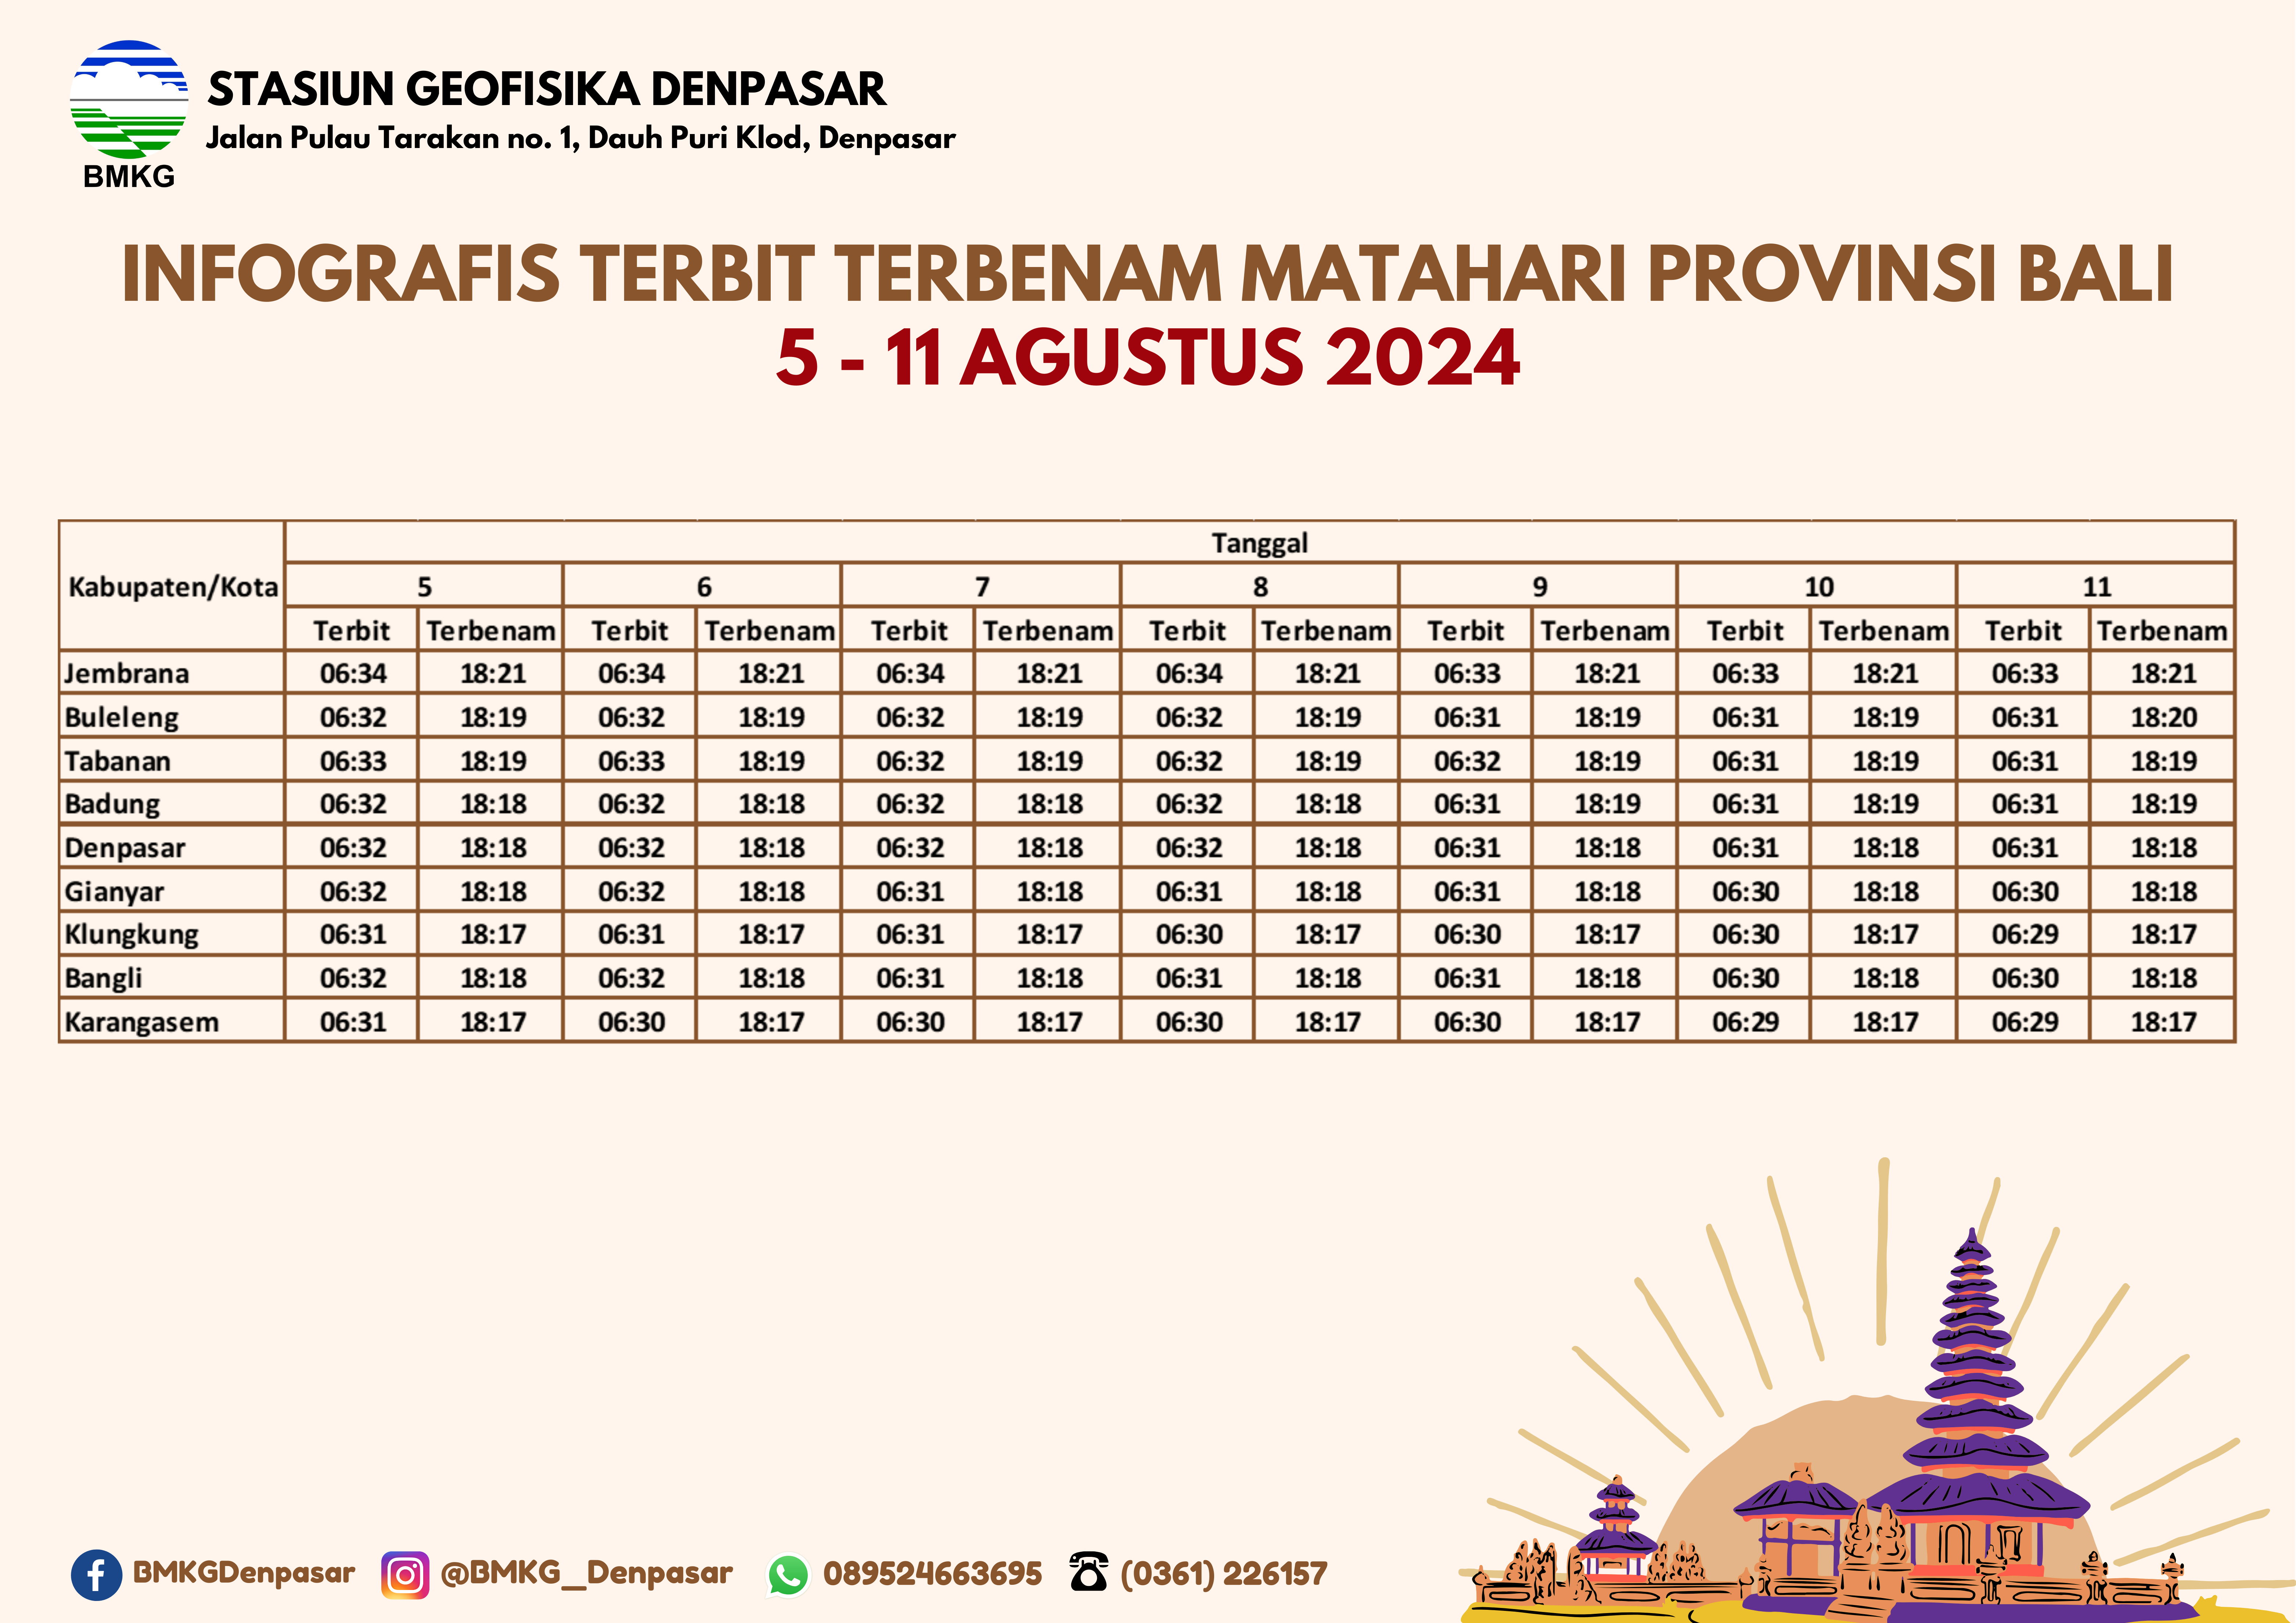 STASIUN GEOFISIKA DENPASAR
Jalan Pulau Tarakan no. 1, Dauh Puri Klod, Denpasar
BMKG
INFOGRAFIS TERBIT TERBENAM MATAHARI PROVINSI BALI
5 - 11 AGUSTUS 2024
Kabupaten/Kota Tanggal
5 6 7 8 9 10 11
Terbit Terbenam Terbit Terbenam Terbit Terbenam Terbit Terbenam Terbit Terbenam Terbit Terbenam Terbit Terbenam
Jembrana 06:34 18:21 06:34 18:21 06:34 18:21 06:34 18:21 06:33 18:21 06:33 18:21 06:33 18:21
Buleleng 06:32 18:19 06:32 18:19 06:32 18:19 06:32 18:19 06:31 18:19 06:31 18:19 06:31 18:20
Tabanan 06:33 18:19 06:33 18:19 06:32 18:19 06:32 18:19 06:32 18:19 06:31 18:19 06:31 18:19
Badung 06:32 18:18 06:32 18:18 06:32 18:18 06:32 18:18 06:31 18:19 06:31 18:19 06:31 18:19
Denpasar 06:32 18:18 06:32 18:18 06:32 18:18 06:32 18:18 06:31 18:18 06:31 18:18 06:31 18:18
Gianyar 06:32 18:18 06:32 18:18 06:31 18:18 06:31 18:18 06:31 18:18 06:30 18:18 06:30 18:18
Klungkung 06:31 18:17 06:31 18:17 06:31 18:17 06:30 18:17 06:30 18:17 06:30 18:17 06:29 18:17
Bangli 06:32 18:18 06:32 18:18 06:31 18:18 06:31 18:18 06:31 18:18 06:30 18:18 06:30 18:18
Karangasem 06:31 18:17 06:30 18:17 06:30 18:17 06:30 18:17 06:30 18:17 06:29 18:17 06:29 18:17
BMKGDenpasar @BMKG_Denpasar 089524663695 (0361) 226157